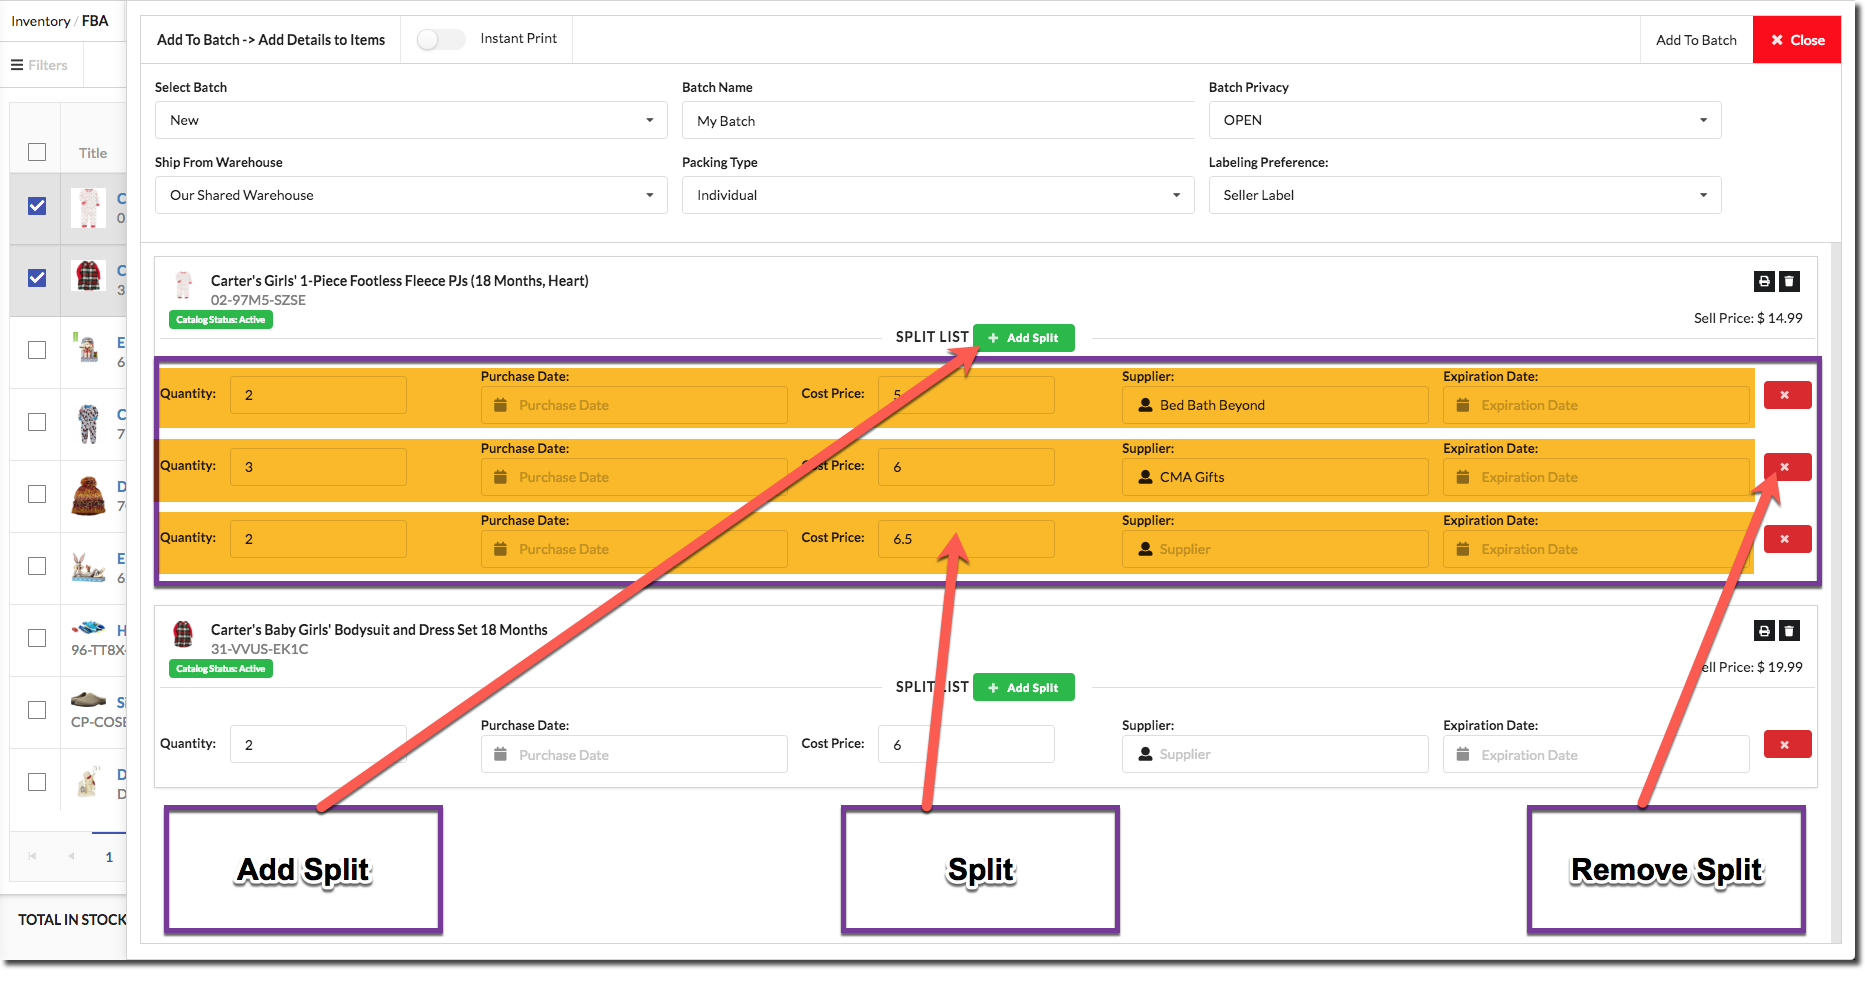 Inventory / FBA
Add To Batch -> Add Details to Items
Instant Print
Add To Batch
Close
Filters
Select Batch
Batch Name
Batch Privacy
New
My Batch
OPEN
Ship From Warehouse
Packing Type
Labeling Preference:
Our Shared Warehouse
Individual
Seller Label
Title
C
0
C
3
E
6
C
7
D
7
E
6
H
96-TT8X-
Sl
CP-COSE
D
D
1
TOTAL IN STOCK
Carter's Girls' 1-Piece Footless Fleece PJs (18 Months, Heart)
02-97M5-SZSE
Catalog Status: Active
Sell Price: $ 14.99
SPLIT LIST
+ Add Split
Quantity: 2
Purchase Date:
Purchase Date
Cost Price: 5
Supplier:
Bed Bath Beyond
Expiration Date:
Expiration Date
Quantity: 3
Purchase Date:
Purchase Date
Cost Price: 6
Supplier:
CMA Gifts
Expiration Date:
Expiration Date
Quantity: 2
Purchase Date:
Purchase Date
Cost Price: 6.5
Supplier:
Supplier
Expiration Date:
Expiration Date
Carter's Baby Girls' Bodysuit and Dress Set 18 Months
31-VVUS-EK1C
Catalog Status: Active
Sell Price: $ 19.99
SPLIT LIST
+ Add Split
Quantity: 2
Purchase Date:
Purchase Date
Cost Price: 6
Supplier:
Supplier
Expiration Date:
Expiration Date
Add Split
Split
Remove Split